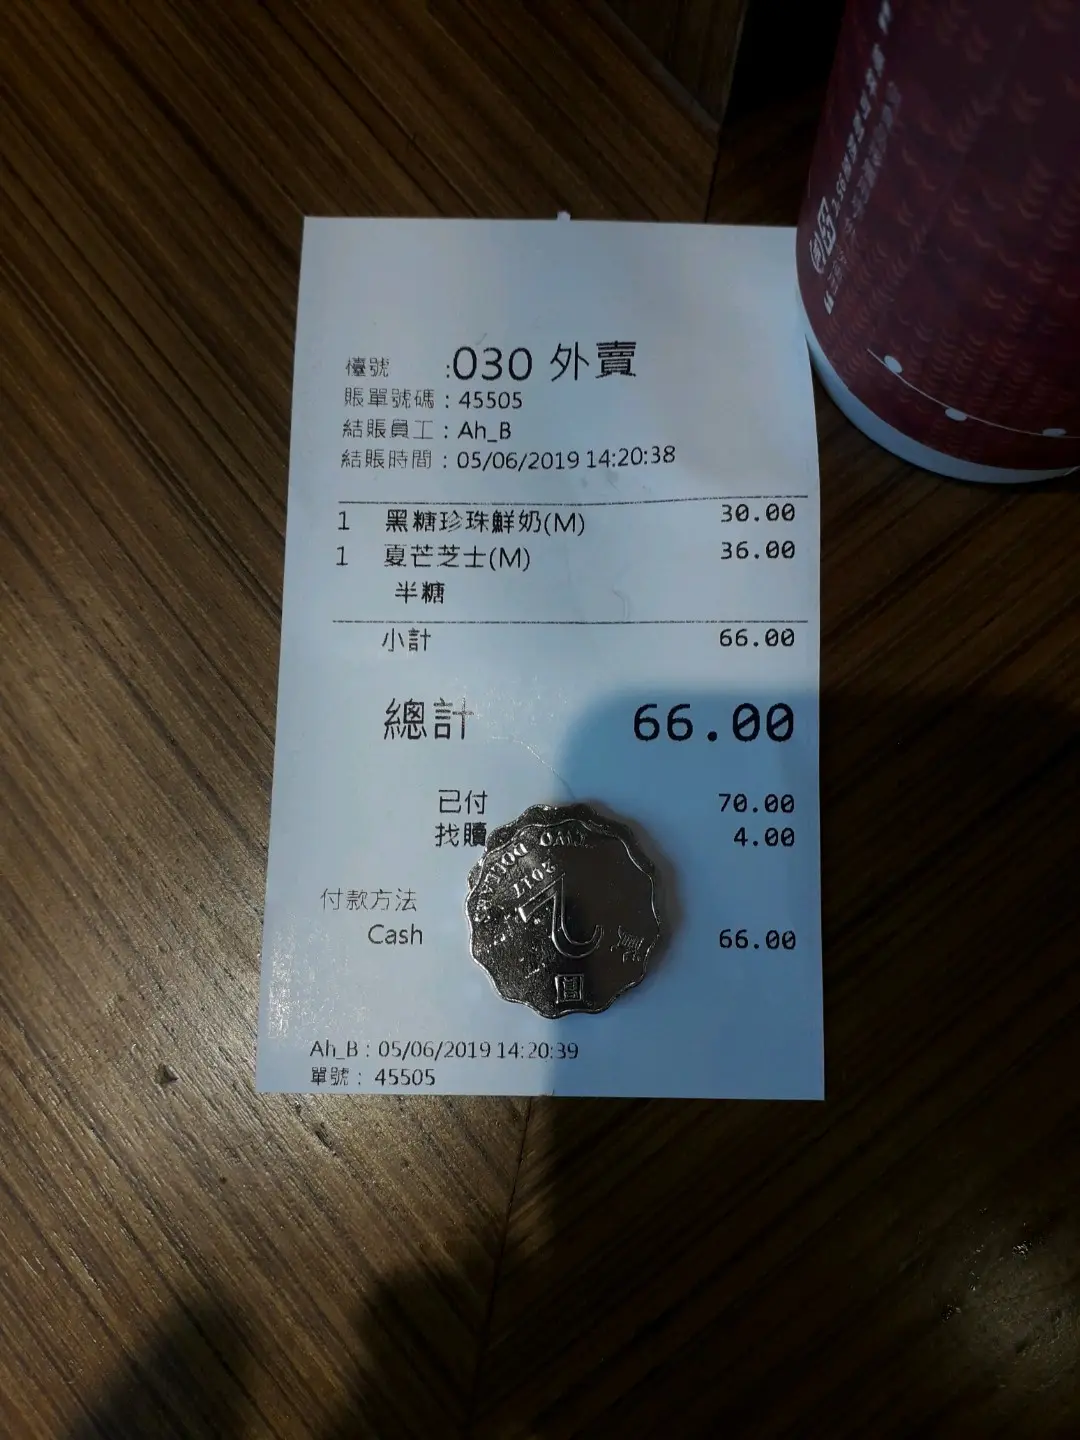 檯號 :030 外賣
賬單號碼 : 45505
結賬員工 : Ah_B
結賬時間 : 05/06/2019 14:20:38
1 黑糖珍珠鮮奶(M) 30.00
1 夏芒芝士(M) 36.00
半糖
小計 66.00
總計 66.00
已付 70.00
找贖 4.00
付款方法
Cash 66.00
TWO DOLLARS
2017
圓
Ah_B : 05/06/2019 14:20:39
單號 : 45505